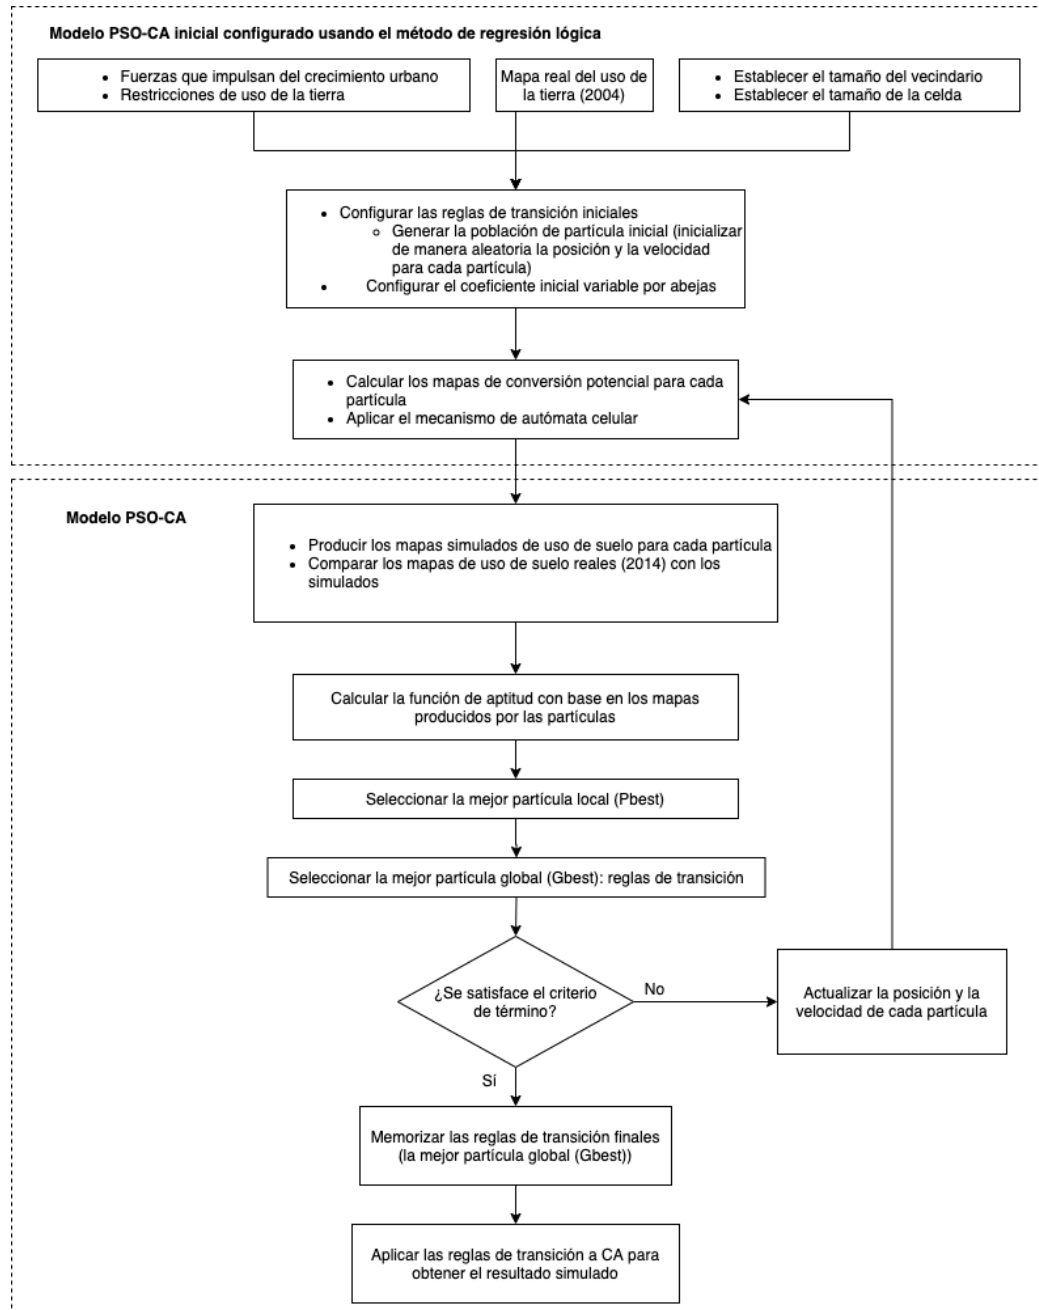 Modelo PSO-CA inicial configurado usando el método de regresión lógica
• Fuerzas que impulsan del crecimiento urbano
• Restricciones de uso de la tierra
Mapa real del uso de
la tierra (2004)
• Establecer el tamaño del vecindario
• Establecer el tamaño de la celda
• Configurar las reglas de transición iniciales
○ Generar la población de partícula inicial (inicializar
de manera aleatoria la posición y la velocidad
para cada partícula)
• Configurar el coeficiente inicial variable por abejas
• Calcular los mapas de conversión potencial para cada
partícula
• Aplicar el mecanismo de autómata celular
Modelo PSO-CA
• Producir los mapas simulados de uso de suelo para cada partícula
• Comparar los mapas de uso de suelo reales (2014) con los
simulados
Calcular la función de aptitud con base en los mapas
producidos por las partículas
Seleccionar la mejor partícula local (Pbest)
Seleccionar la mejor partícula global (Gbest): reglas de transición
¿Se satisface el criterio
de término?
No
Actualizar la posición y la
velocidad de cada partícula
Sí
Memorizar las reglas de transición finales
(la mejor partícula global (Gbest))
Aplicar las reglas de transición a CA para
obtener el resultado simulado